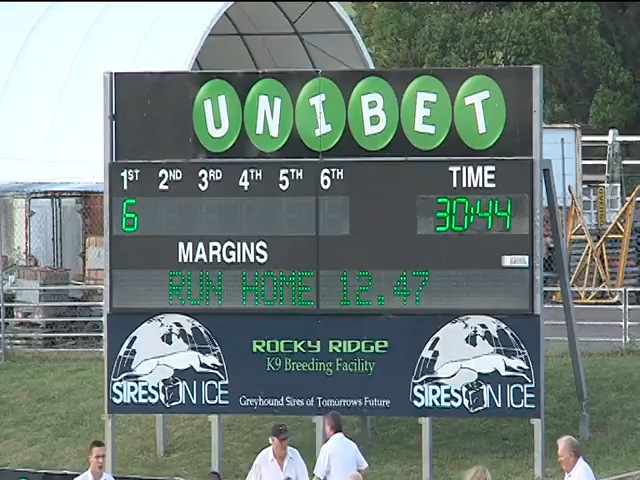 UNIBET
1ST 2ND 3RD 4TH 5TH 6TH TIME
6 30:44
MARGINS
RUN HOME 12.47
ROCKY RIDGE
K9 Breeding Facility
SIRES ON ICE Greyhound Sires of Tomorrows Future SIRES ON ICE